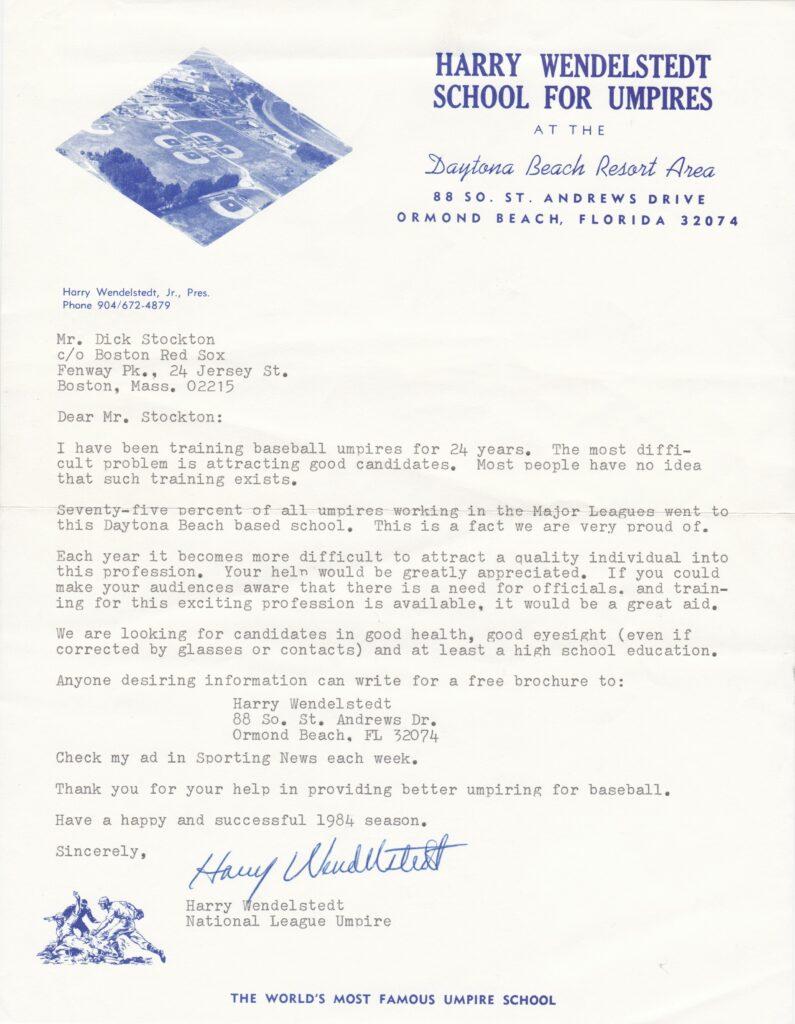 HARRY WENDELSTEDT
SCHOOL FOR UMPIRES
AT THE
Daytona Beach Resort Area
88 SO. ST. ANDREWS DRIVE
ORMOND BEACH, FLORIDA 32074
Harry Wendelstedt, Jr., Pres.
Phone 904/672-4879
Mr. Dick Stockton
c/o Boston Red Sox
Fenway Pk., 24 Jersey St.
Boston, Mass. 02215
Dear Mr. Stockton:
I have been training baseball umpires for 24 years.  The most diffi-
cult problem is attracting good candidates.  Most people have no idea
that such training exists.
Seventy-five percent of all umpires working in the Major Leagues went to
this Daytona Beach based school.  This is a fact we are very proud of.
Each year it becomes more difficult to attract a quality individual into
this profession.  Your help would be greatly appreciated.  If you could
make your audiences aware that there is a need for officials. and train-
ing for this exciting profession is available, it would be a great aid.
We are looking for candidates in good health, good eyesight (even if
corrected by glasses or contacts) and at least a high school education.
Anyone desiring information can write for a free brochure to:
Harry Wendelstedt
88 So. St. Andrews Dr.
Ormond Beach, FL 32074
Check my ad in Sporting News each week.
Thank you for your help in providing better umpiring for baseball.
Have a happy and successful 1984 season.
Sincerely,
Harry Wendelstedt
Harry Wendelstedt
National League Umpire
THE WORLD'S MOST FAMOUS UMPIRE SCHOOL